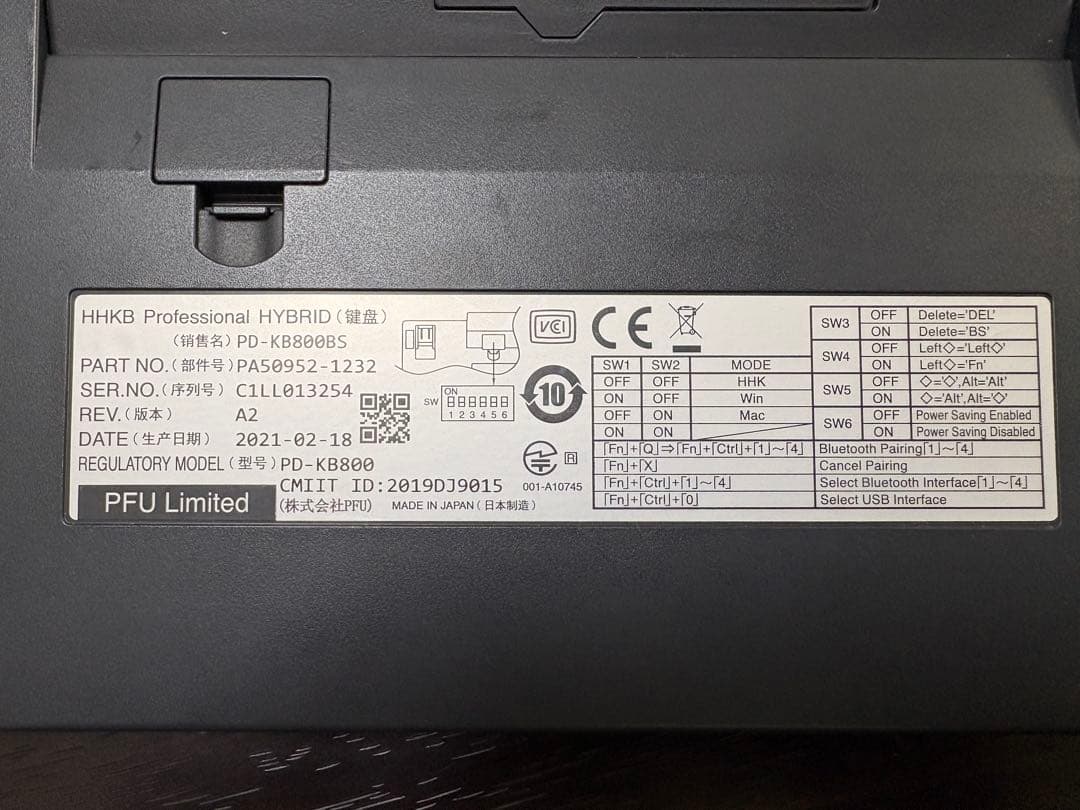 HHKB Professional HYBRID (键盘)
(销售名) PD-KB800BS
PART NO. (部件号) PA50952-1232
SER.NO. (序列号) C1LL013254
REV. (版本) A2
DATE (生产日期) 2021-02-18
REGULATORY MODEL (型号) PD-KB800
CMIIT ID:2019DJ9015
PFU Limited (株式会社PFU) MADE IN JAPAN (日本制造)
SW ON
1 2 3 4 5 6
VCI
10
R
001-A10745
CE
SW1 SW2 MODE
OFF OFF HHK
ON OFF Win
OFF ON Mac
ON ON
SW3 OFF Delete='DEL'
ON Delete='BS'
SW4 OFF Left◇='Left◇'
ON Left◇='Fn'
SW5 OFF ◇='◇',Alt='Alt'
ON ◇='Alt',Alt='◇'
SW6 OFF Power Saving Enabled
ON Power Saving Disabled
「Fn」+「Q」⇒「Fn」+「Ctrl」+「1」~「4」 Bluetooth Pairing「1」~「4」
「Fn」+「X」 Cancel Pairing
「Fn」+「Ctrl」+「1」~「4」 Select Bluetooth Interface「1」~「4」
「Fn」+「Ctrl」+「0」 Select USB Interface